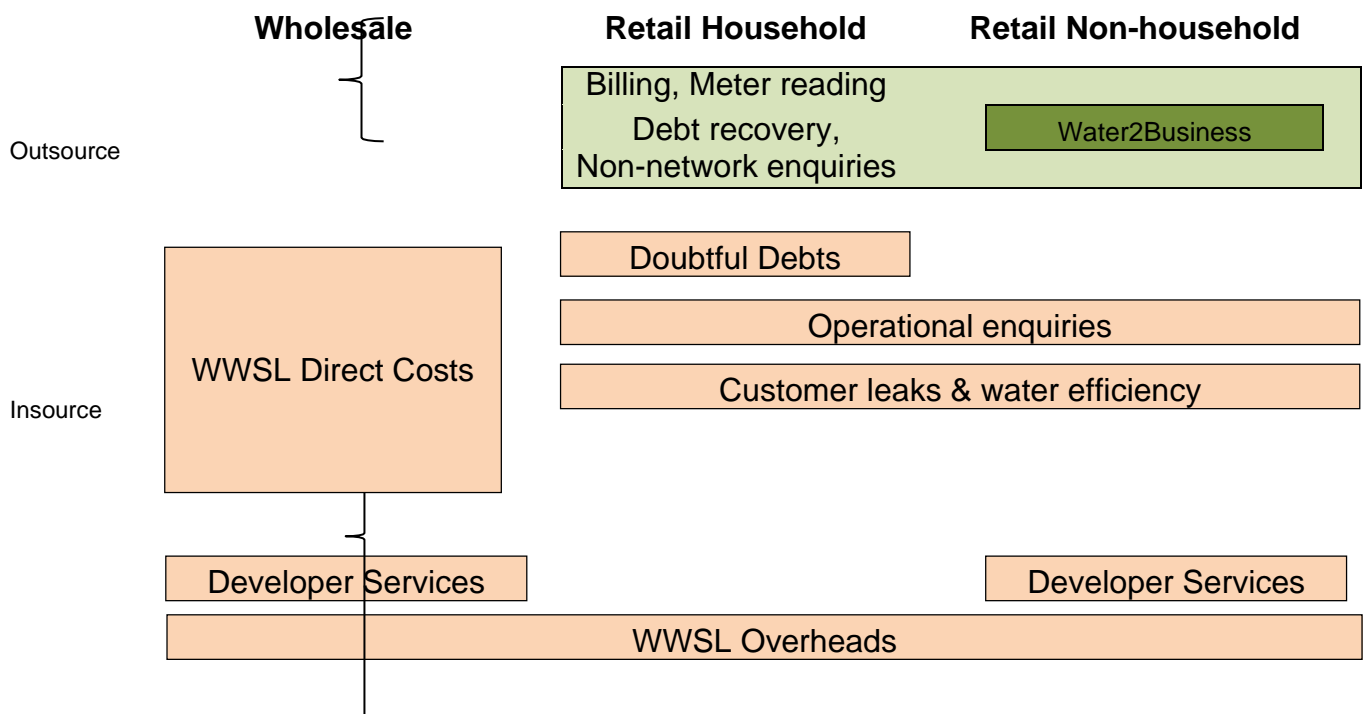 Wholesale Retail Household Retail Non-household
Billing, Meter reading
Debt recovery,
Non-network enquiries
Water2Business
Outsource
Doubtful Debts
Operational enquiries
WWSL Direct Costs
Customer leaks & water efficiency
Insource
Developer Services Developer Services
WWSL Overheads